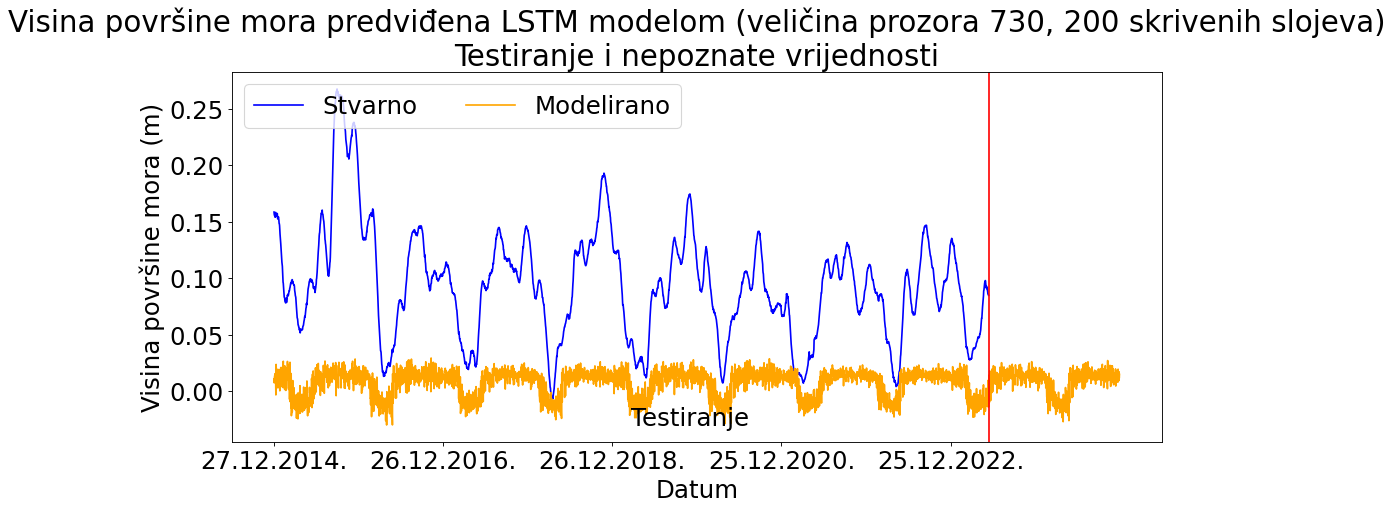 Visina površine mora predviđena LSTM modelom (veličina prozora 730, 200 skrivenih slojeva)
Testiranje i nepoznate vrijednosti
Stvarno Modelirano
Visina površine mora (m)
0.25
0.20
0.15
0.10
0.05
0.00
Testiranje
27.12.2014. 26.12.2016. 26.12.2018. 25.12.2020. 25.12.2022.
Datum